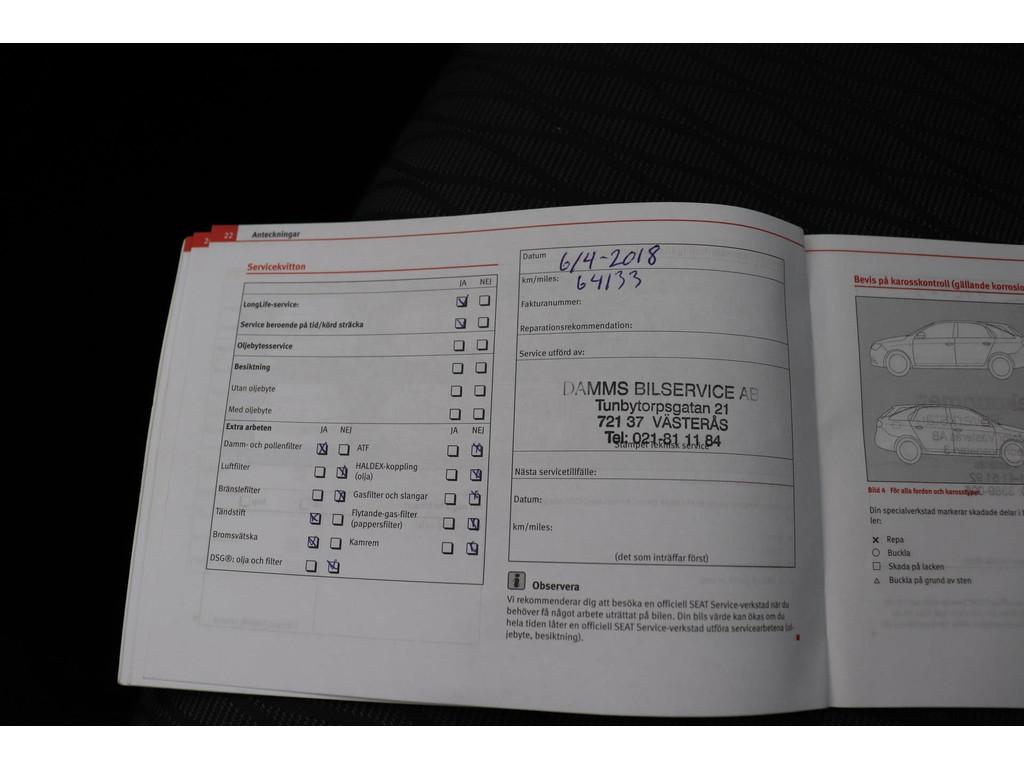 2
22 Anteckningar
Servicekvitton
JA NEJ
LongLife-service:
Service beroende på tid/körd sträcka
Oljebytesservice
Besiktning
Utan oljebyte
Med oljebyte
Extra arbeten JA NEJ JA NEJ
Damm- och pollenfilter ATF
Luftfilter HALDEX-koppling
(olja)
Bränslefilter Gasfilter och slangar
Tändstift Flytande-gas-filter
(pappersfilter)
Bromsvätska Kamrem
DSG®: olja och filter
Datum 6/4-2018
km/miles: 64133
Fakturanummer:
Reparationsrekommendation:
Service utförd av:
DAMMS BILSERVICE AB
Tunbytorpsgatan 21
721 37 VÄSTERÅS
Tel: 021-81 11 84
Stämpel teknisk service
Nästa servicetillfälle:
Datum:
km/miles:
(det som inträffar först)
Observera
Vi rekommenderar dig att besöka en officiell SEAT Service-verkstad när du
behöver få något arbete uträttat på bilen. Din bils värde kan ökas om du
hela tiden låter en officiell SEAT Service-verkstad utföra servicearbetena (ol-
jebyte, besiktning).
Bevis på karosskontroll (gällande korrosio
Bild 4 För alla fordon och karosstyper.
Din specialverkstad markerar skadade delar i
ler:
Repa
Buckla
Skada på lacken
Buckla på grund av sten